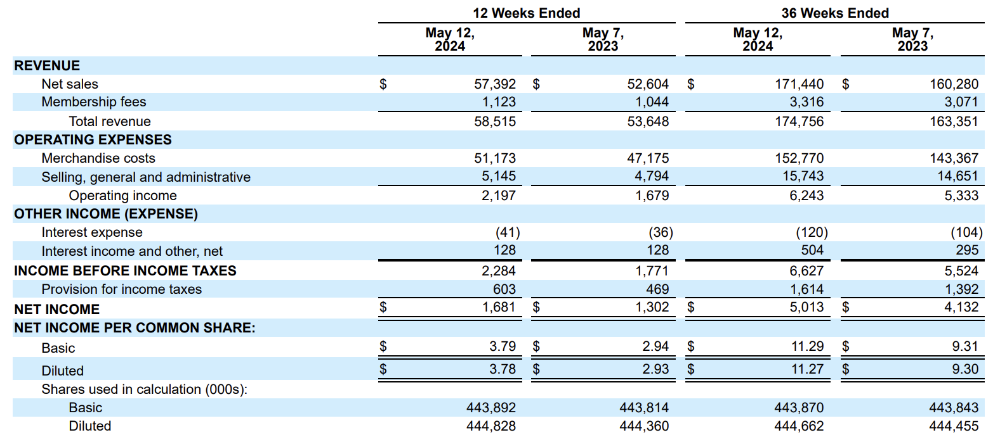 12 Weeks Ended 36 Weeks Ended
May 12, 2024 May 7, 2023 May 12, 2024 May 7, 2023
REVENUE
Net sales $ 57,392 $ 52,604 $ 171,440 $ 160,280
Membership fees 1,123 1,044 3,316 3,071
Total revenue 58,515 53,648 174,756 163,351
OPERATING EXPENSES
Merchandise costs 51,173 47,175 152,770 143,367
Selling, general and administrative 5,145 4,794 15,743 14,651
Operating income 2,197 1,679 6,243 5,333
OTHER INCOME (EXPENSE)
Interest expense (41) (36) (120) (104)
Interest income and other, net 128 128 504 295
INCOME BEFORE INCOME TAXES 2,284 1,771 6,627 5,524
Provision for income taxes 603 469 1,614 1,392
NET INCOME $ 1,681 $ 1,302 $ 5,013 $ 4,132
NET INCOME PER COMMON SHARE:
Basic $ 3.79 $ 2.94 $ 11.29 $ 9.31
Diluted $ 3.78 $ 2.93 $ 11.27 $ 9.30
Shares used in calculation (000s):
Basic 443,892 443,814 443,870 443,843
Diluted 444,828 444,360 444,662 444,455